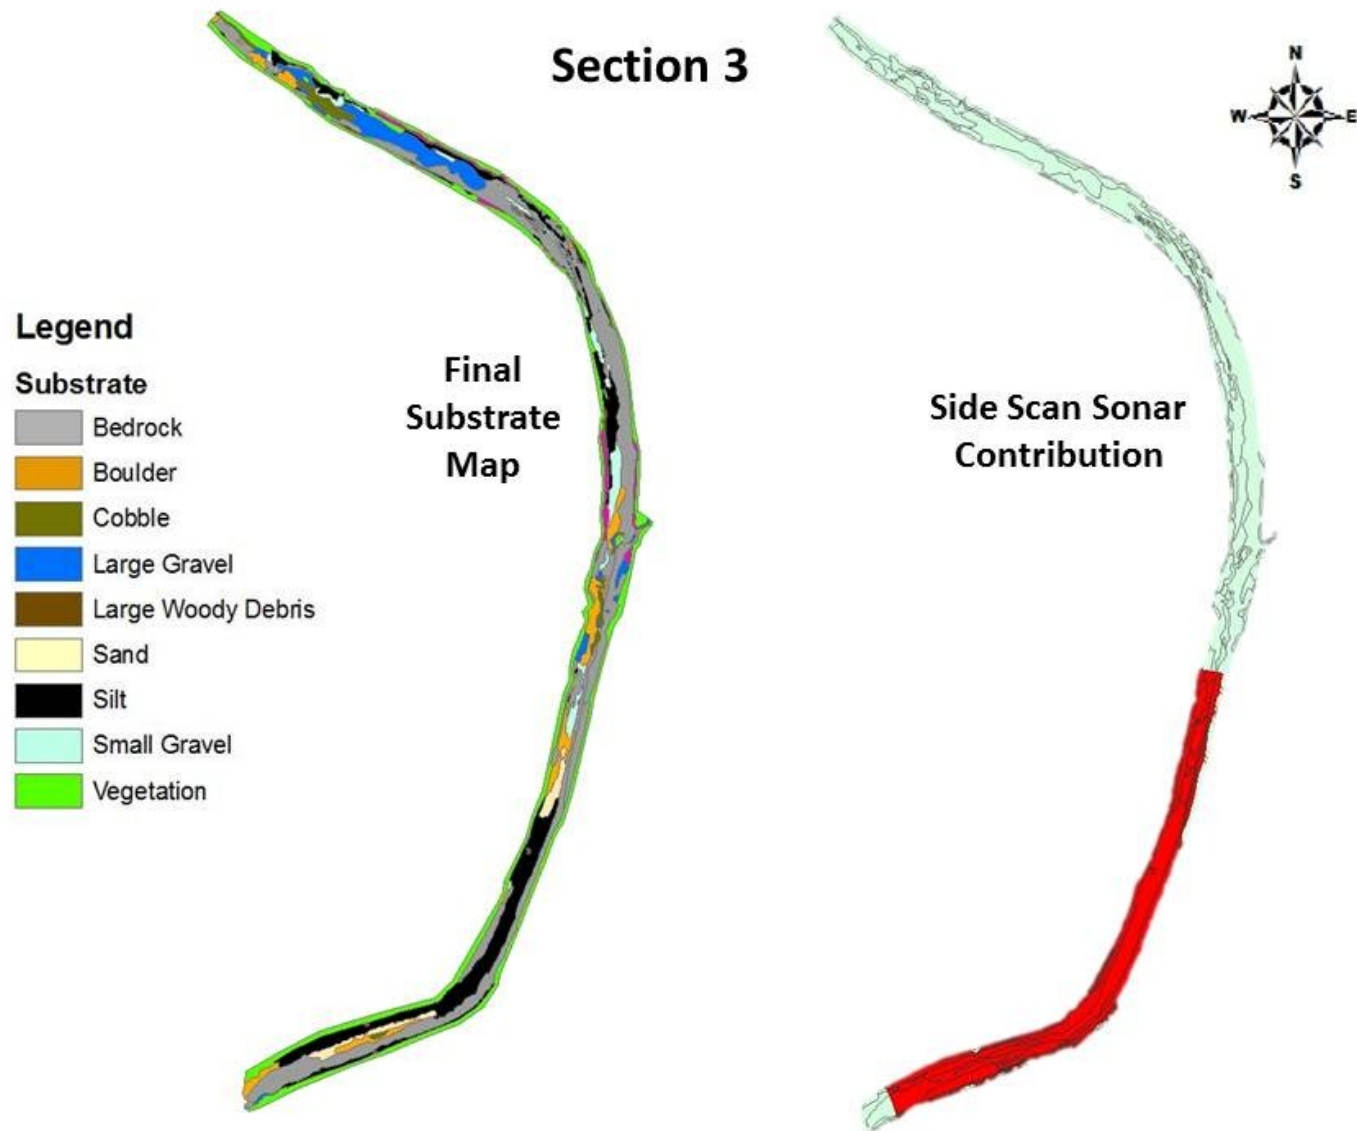 Section 3
N
W
E
S
Legend
Substrate
Bedrock
Boulder
Cobble
Large Gravel
Large Woody Debris
Sand
Silt
Small Gravel
Vegetation
Final
Substrate
Map
Side Scan Sonar
Contribution